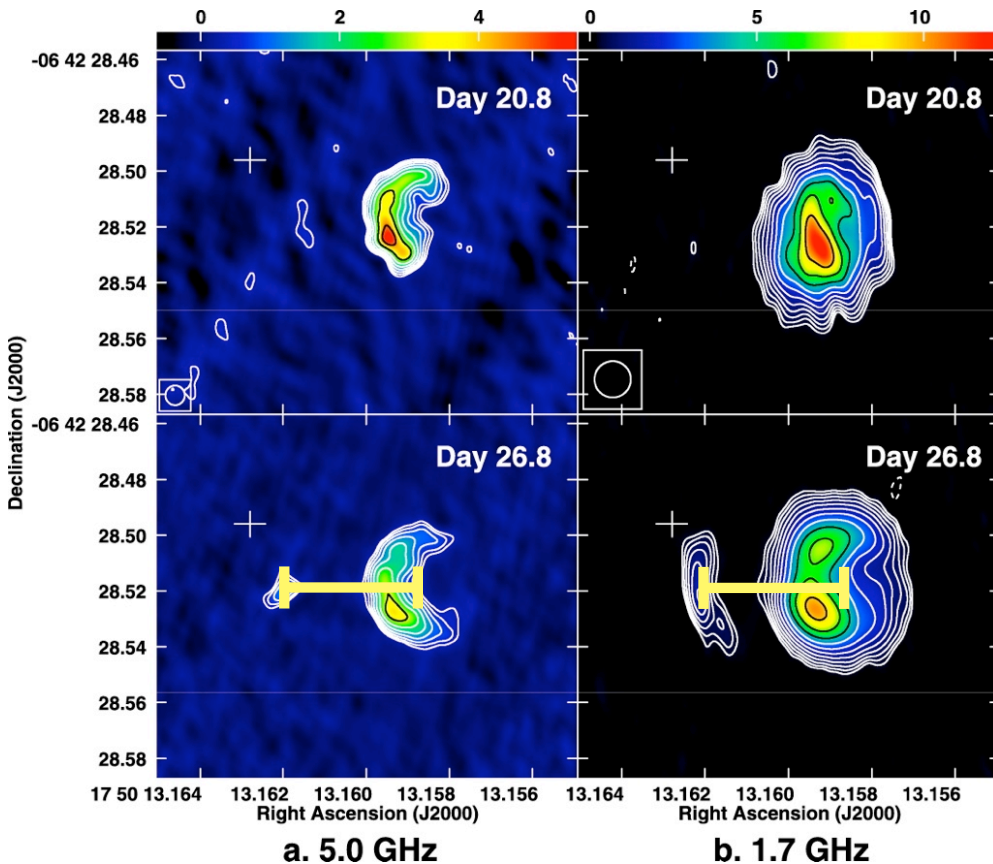 0 2 4
0 5 10
-06 42 28.46
28.48
28.50
28.52
28.54
28.56
28.58
Day 20.8
Day 20.8
-06 42 28.46
28.48
28.50
28.52
28.54
28.56
28.58
Day 26.8
Day 26.8
Declination (J2000)
17 50 13.164 13.162 13.160 13.158 13.156
13.164 13.162 13.160 13.158 13.156
Right Ascension (J2000)
Right Ascension (J2000)
a. 5.0 GHz
b. 1.7 GHz